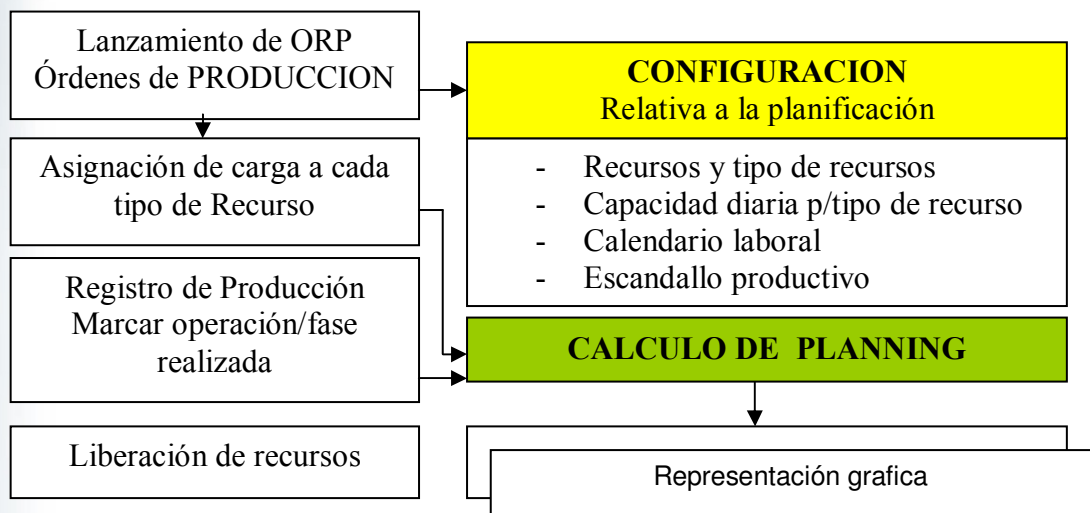 Lanzamiento de ORP
Órdenes de PRODUCCION
Asignación de carga a cada
tipo de Recurso
Registro de Producción
Marcar operación/fase
realizada
Liberación de recursos
CONFIGURACION
Relativa a la planificación
- Recursos y tipo de recursos
- Capacidad diaria p/tipo de recurso
- Calendario laboral
- Escandallo productivo
CALCULO DE PLANNING
Representación grafica